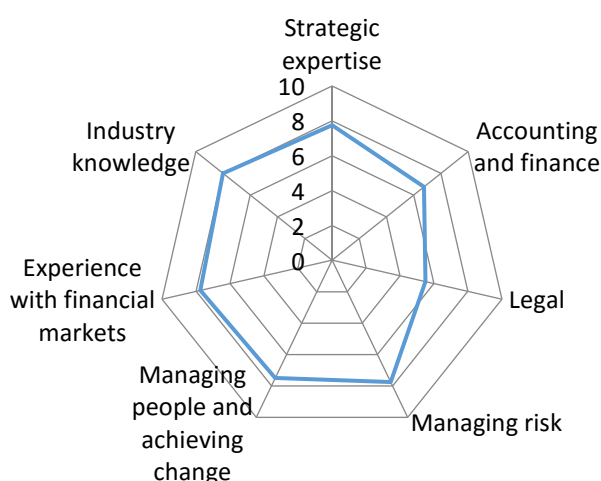 Strategic
expertise
10
8
6
4
2
0
Accounting
and finance
Legal
Managing risk
Managing
people and
achieving
change
Experience
with financial
markets
Industry
knowledge